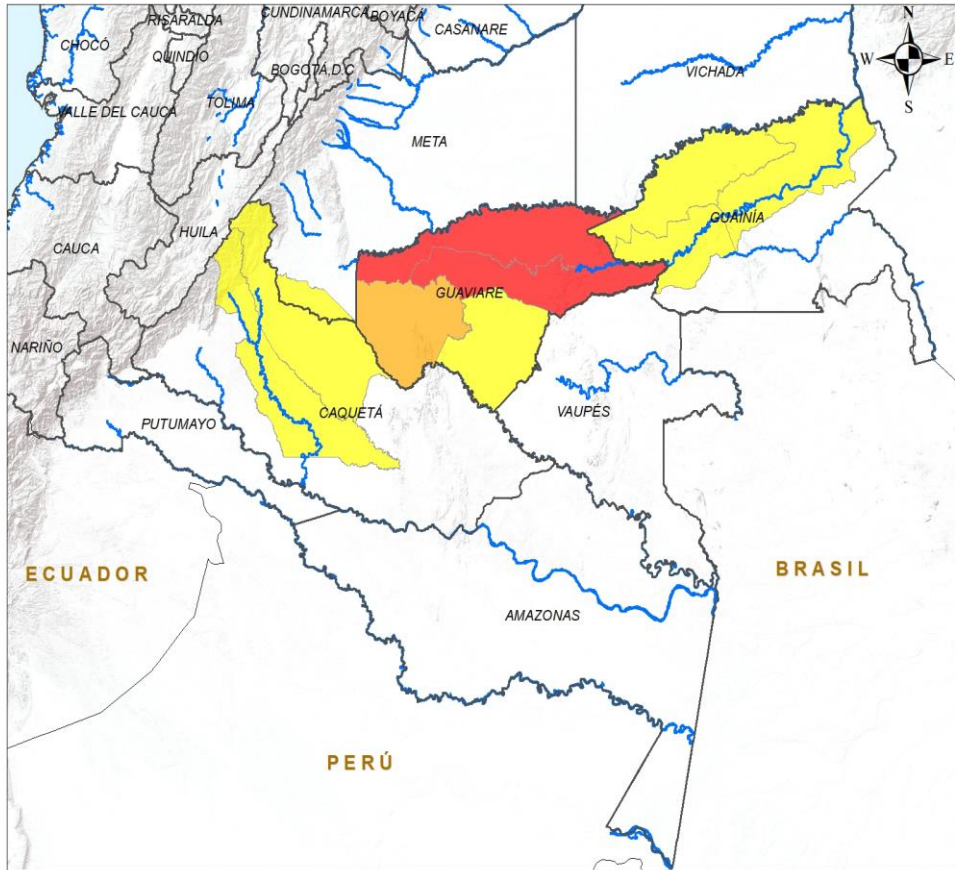 CUNDINAMARCA
BOYACÁ
RISARALDA
CASANARE
N
CHOCÓ
QUINDIO
W
E
BOGOTÁ,D.C
VICHADA
TOLIMA
S
VALLE DEL CAUCA
META
GUAINÍA
HUILA
CAUCA
GUAVIARE
NARIÑO
CAQUETÁ
VAUPÉS
PUTUMAYO
ECUADOR
BRASIL
AMAZONAS
PERÚ